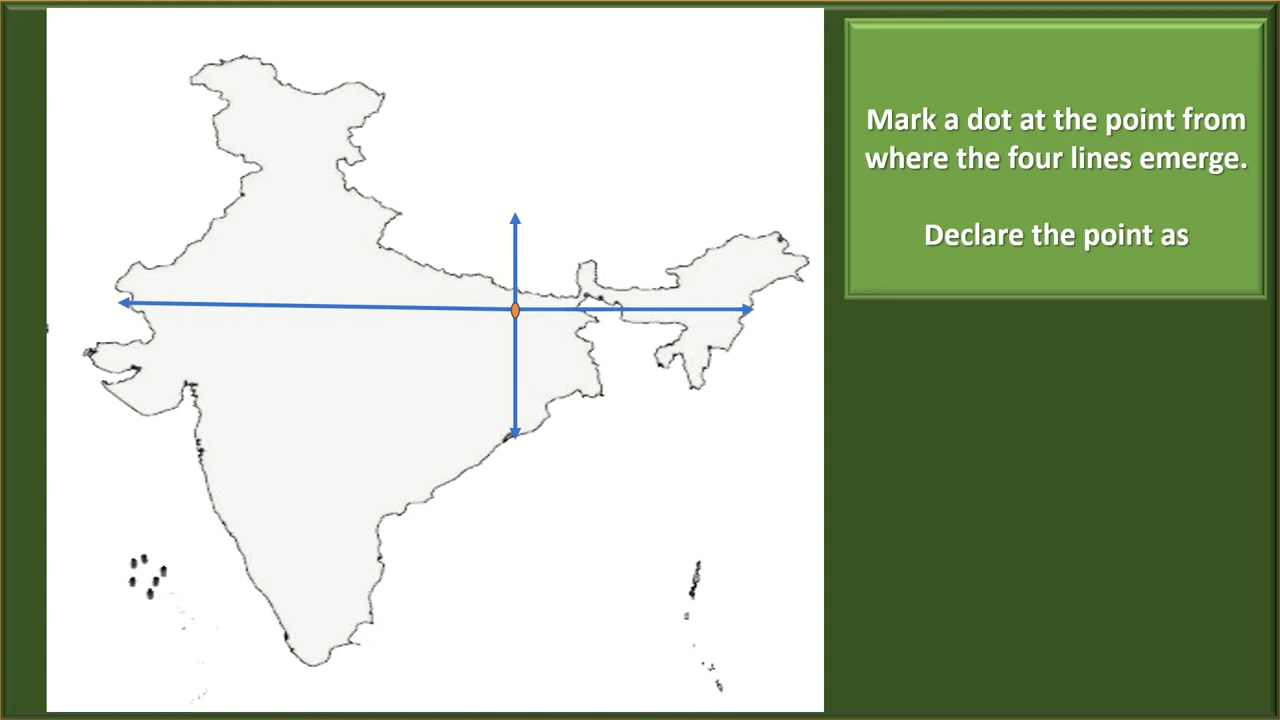 Mark a dot at the point from
where the four lines emerge.
Declare the point as